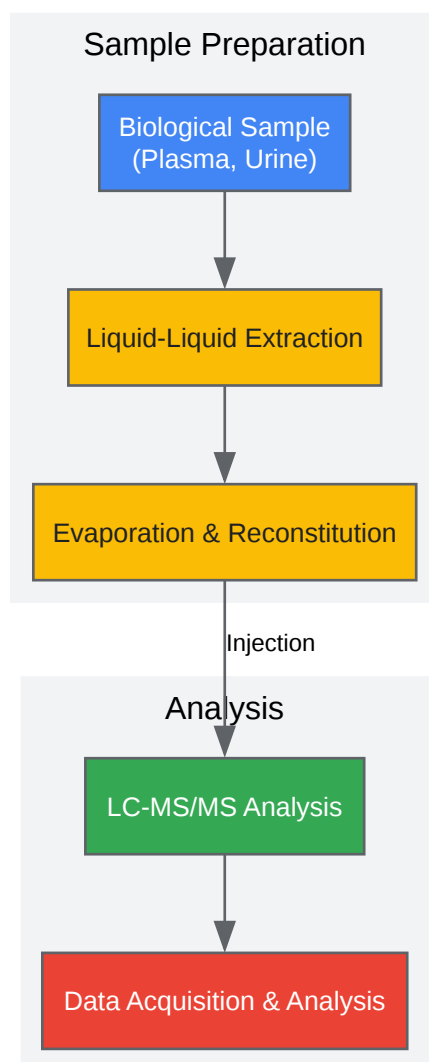 Sample Preparation
Biological Sample
(Plasma, Urine)
Liquid-Liquid Extraction
Evaporation & Reconstitution
Injection
Analysis
LC-MS/MS Analysis
Data Acquisition & Analysis